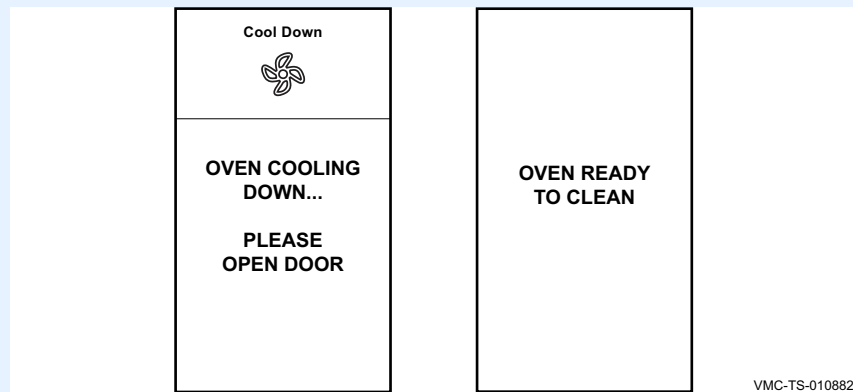 Cool Down
OVEN COOLING
DOWN...
PLEASE
OPEN DOOR
OVEN READY
TO CLEAN
VMC-TS-010882